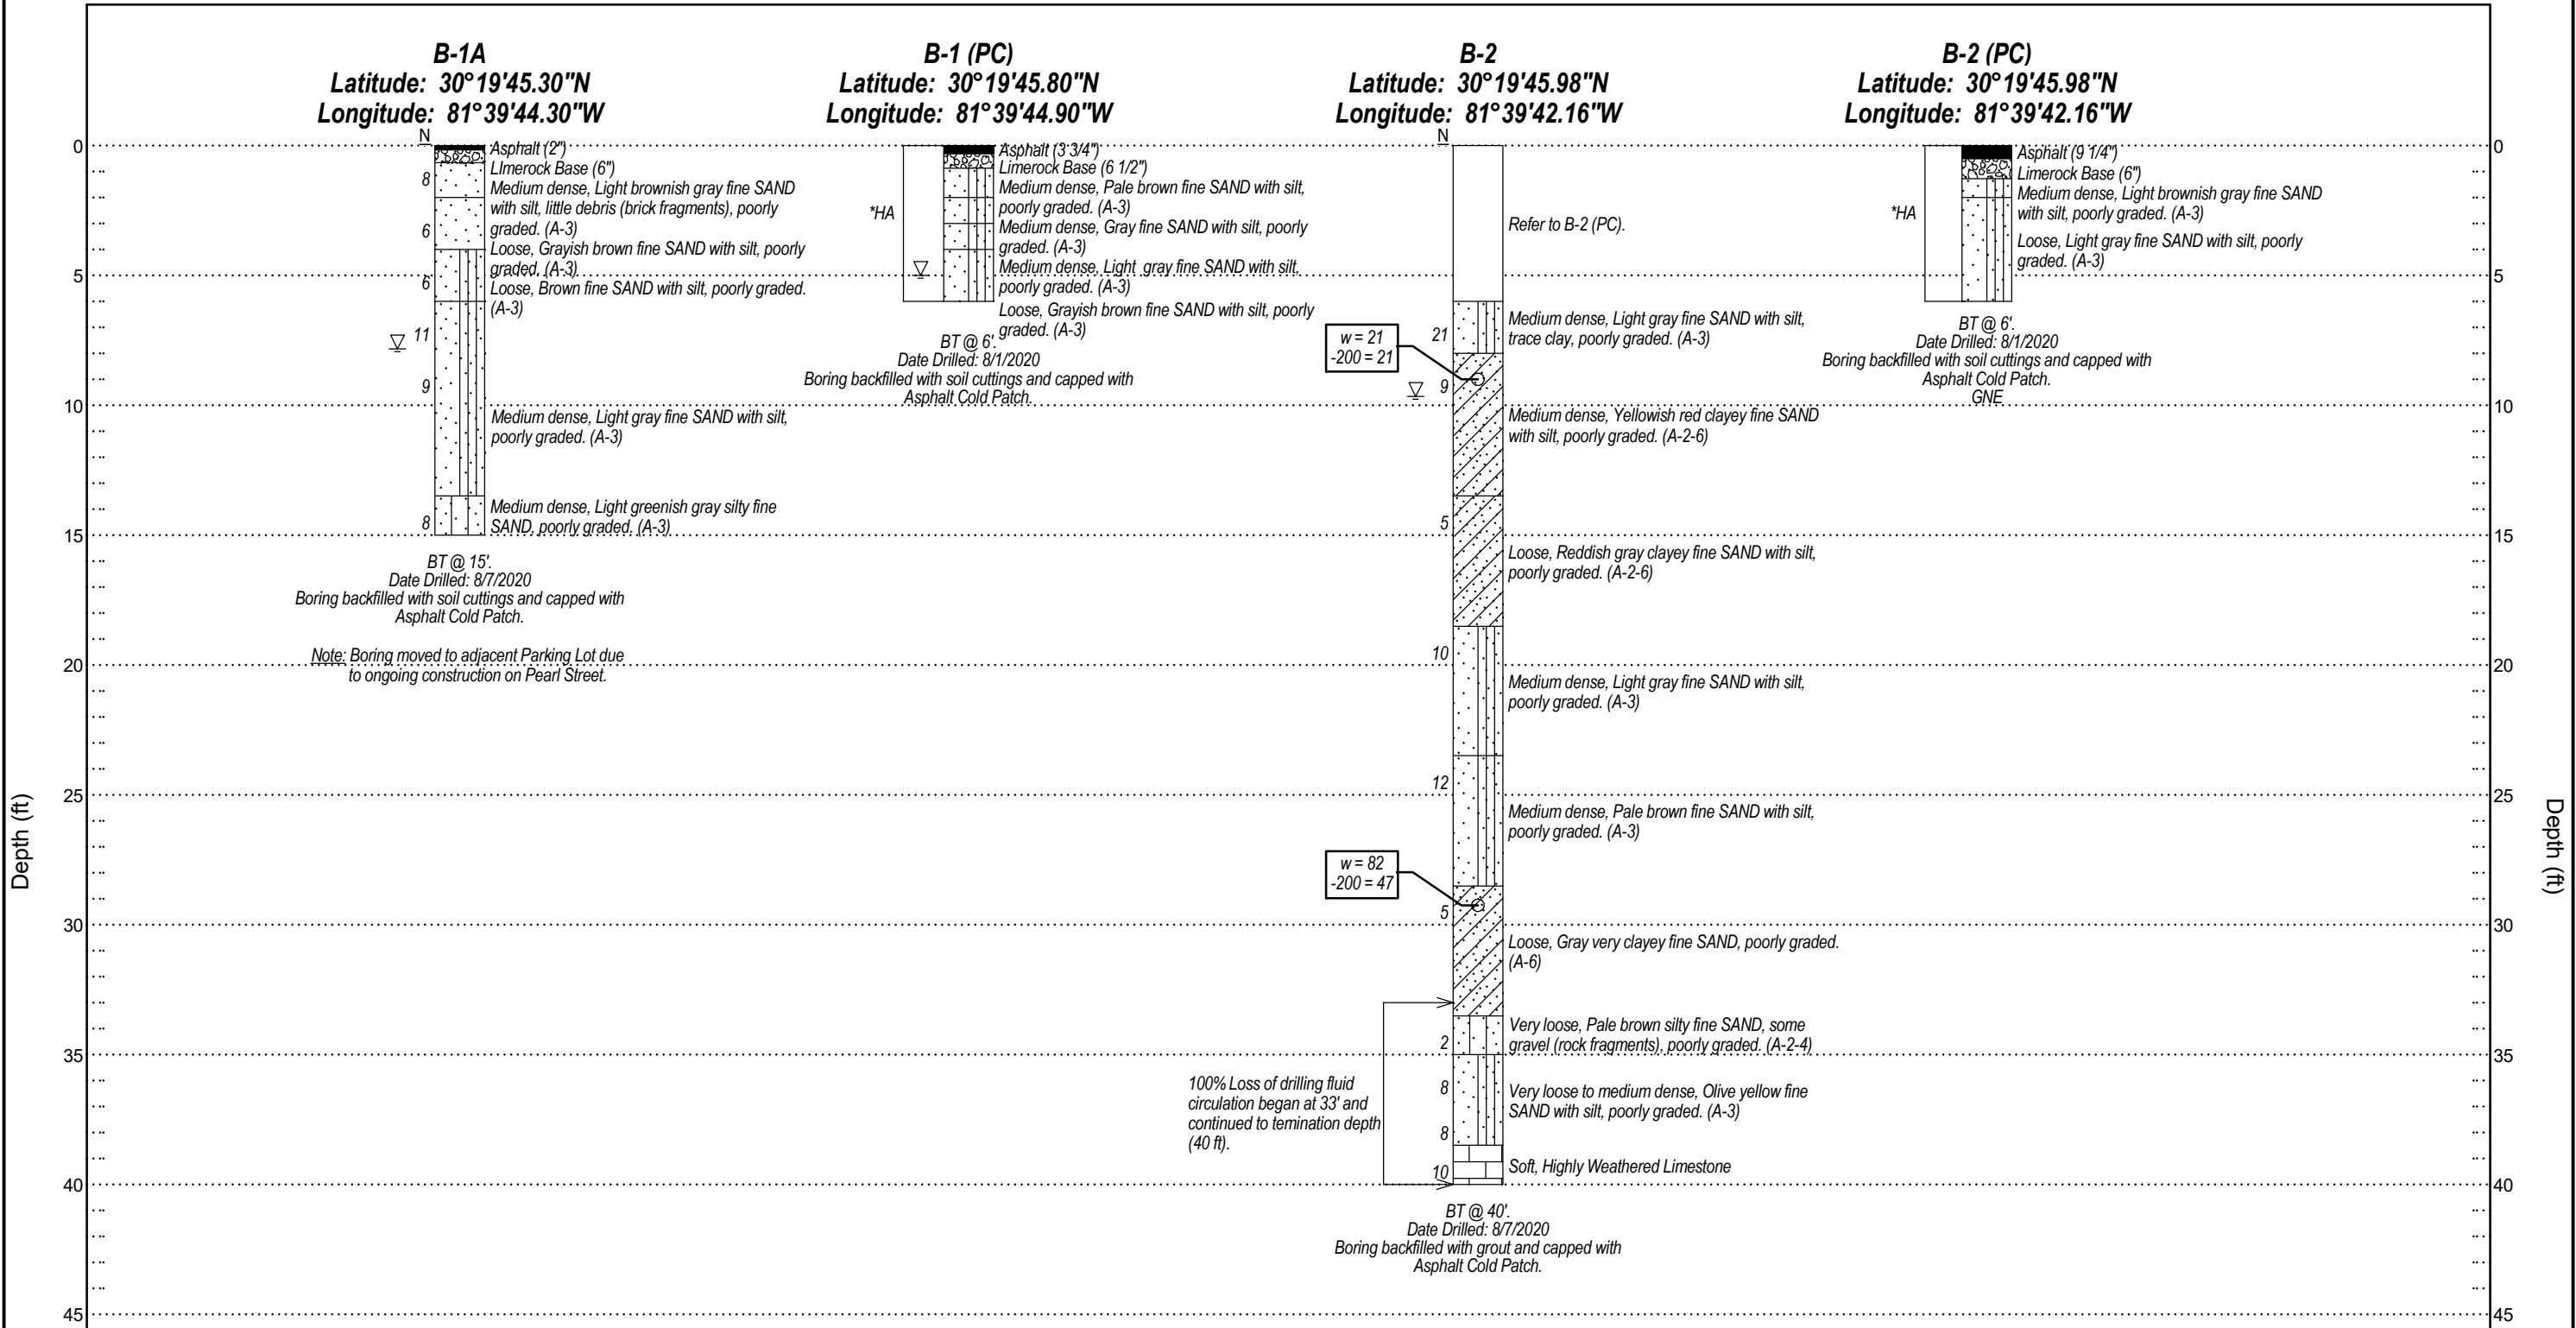 B-1A
Latitude: 30°19'45.30"N
Longitude: 81°39'44.30"W
N
Asphalt (2")
LImerock Base (6")
Medium dense, Light brownish gray fine SAND
with silt, little debris (brick fragments), poorly
graded. (A-3)
Loose, Grayish brown fine SAND with silt, poorly
graded. (A-3)
Loose, Brown fine SAND with silt, poorly graded.
(A-3)
Medium dense, Light gray fine SAND with silt,
poorly graded. (A-3)
Medium dense, Light greenish gray silty fine
SAND, poorly graded. (A-3)
8
6
6
11
9
8
BT @ 15'.
Date Drilled: 8/7/2020
Boring backfilled with soil cuttings and capped with
Asphalt Cold Patch.
Note: Boring moved to adjacent Parking Lot due
to ongoing construction on Pearl Street.
B-1 (PC)
Latitude: 30°19'45.80"N
Longitude: 81°39'44.90"W
*HA
Asphalt (3 3/4")
Limerock Base (6 1/2")
Medium dense, Pale brown fine SAND with silt,
poorly graded. (A-3)
Medium dense, Gray fine SAND with silt, poorly
graded. (A-3)
Medium dense, Light gray fine SAND with silt,
poorly graded. (A-3)
Loose, Grayish brown fine SAND with silt, poorly
graded. (A-3)
BT @ 6'.
Date Drilled: 8/1/2020
Boring backfilled with soil cuttings and capped with
Asphalt Cold Patch.
B-2
Latitude: 30°19'45.98"N
Longitude: 81°39'42.16"W
N
Refer to B-2 (PC).
Medium dense, Light gray fine SAND with silt,
trace clay, poorly graded. (A-3)
w = 21
-200 = 21
Medium dense, Yellowish red clayey fine SAND
with silt, poorly graded. (A-2-6)
Loose, Reddish gray clayey fine SAND with silt,
poorly graded. (A-2-6)
Medium dense, Light gray fine SAND with silt,
poorly graded. (A-3)
Medium dense, Pale brown fine SAND with silt,
poorly graded. (A-3)
w = 82
-200 = 47
Loose, Gray very clayey fine SAND, poorly graded.
(A-6)
Very loose, Pale brown silty fine SAND, some
gravel (rock fragments), poorly graded. (A-2-4)
Very loose to medium dense, Olive yellow fine
SAND with silt, poorly graded. (A-3)
Soft, Highly Weathered Limestone
21
9
5
10
12
5
2
8
8
10
100% Loss of drilling fluid
circulation began at 33' and
continued to temination depth
(40 ft).
BT @ 40'.
Date Drilled: 8/7/2020
Boring backfilled with grout and capped with
Asphalt Cold Patch.
B-2 (PC)
Latitude: 30°19'45.98"N
Longitude: 81°39'42.16"W
*HA
Asphalt (9 1/4")
Limerock Base (6")
Medium dense, Light brownish gray fine SAND
with silt, poorly graded. (A-3)
Loose, Light gray fine SAND with silt, poorly
graded. (A-3)
BT @ 6'.
Date Drilled: 8/1/2020
Boring backfilled with soil cuttings and capped with
Asphalt Cold Patch.
GNE
Depth (ft)
0
5
10
15
20
25
30
35
40
45
Depth (ft)
0
5
10
15
20
25
30
35
40
45